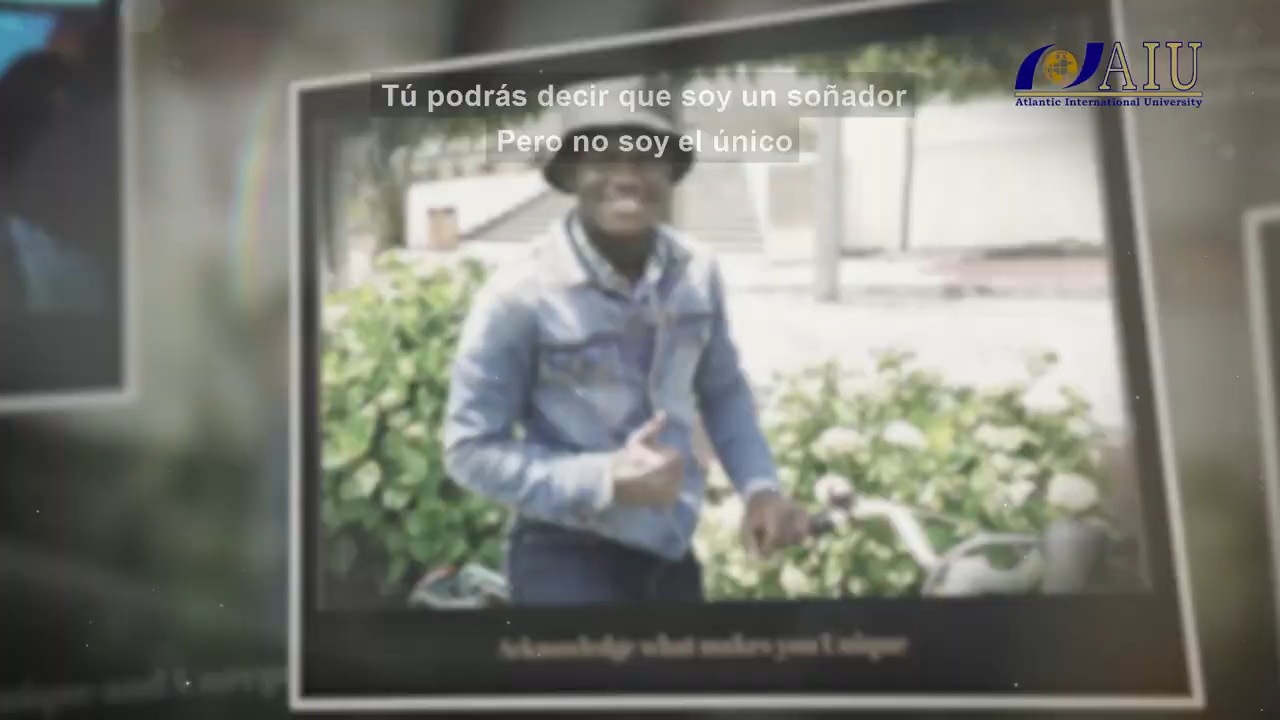 Tú podrás decir que soy un soñador
Pero no soy el único
AIU
Atlantic International University
Acknowledge what makes you Unique